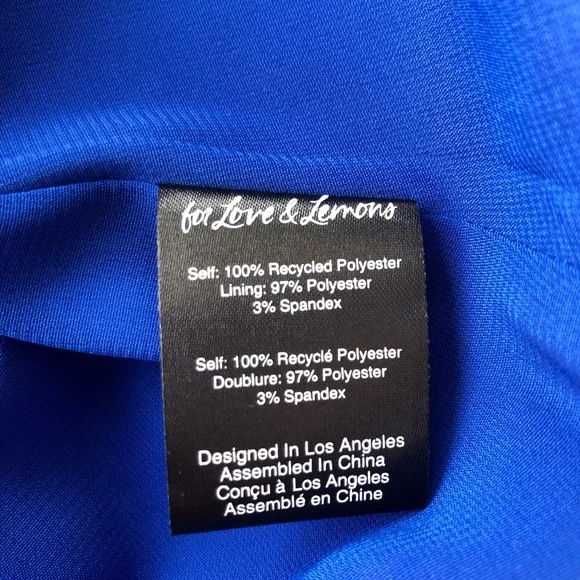 for Love & Lemons
Self: 100% Recycled Polyester
Lining: 97% Polyester
3% Spandex
Self: 100% Recyclé Polyester
Doublure: 97% Polyester
3% Spandex
Designed In Los Angeles
Assembled In China
Conçu à Los Angeles
Assemblé en Chine